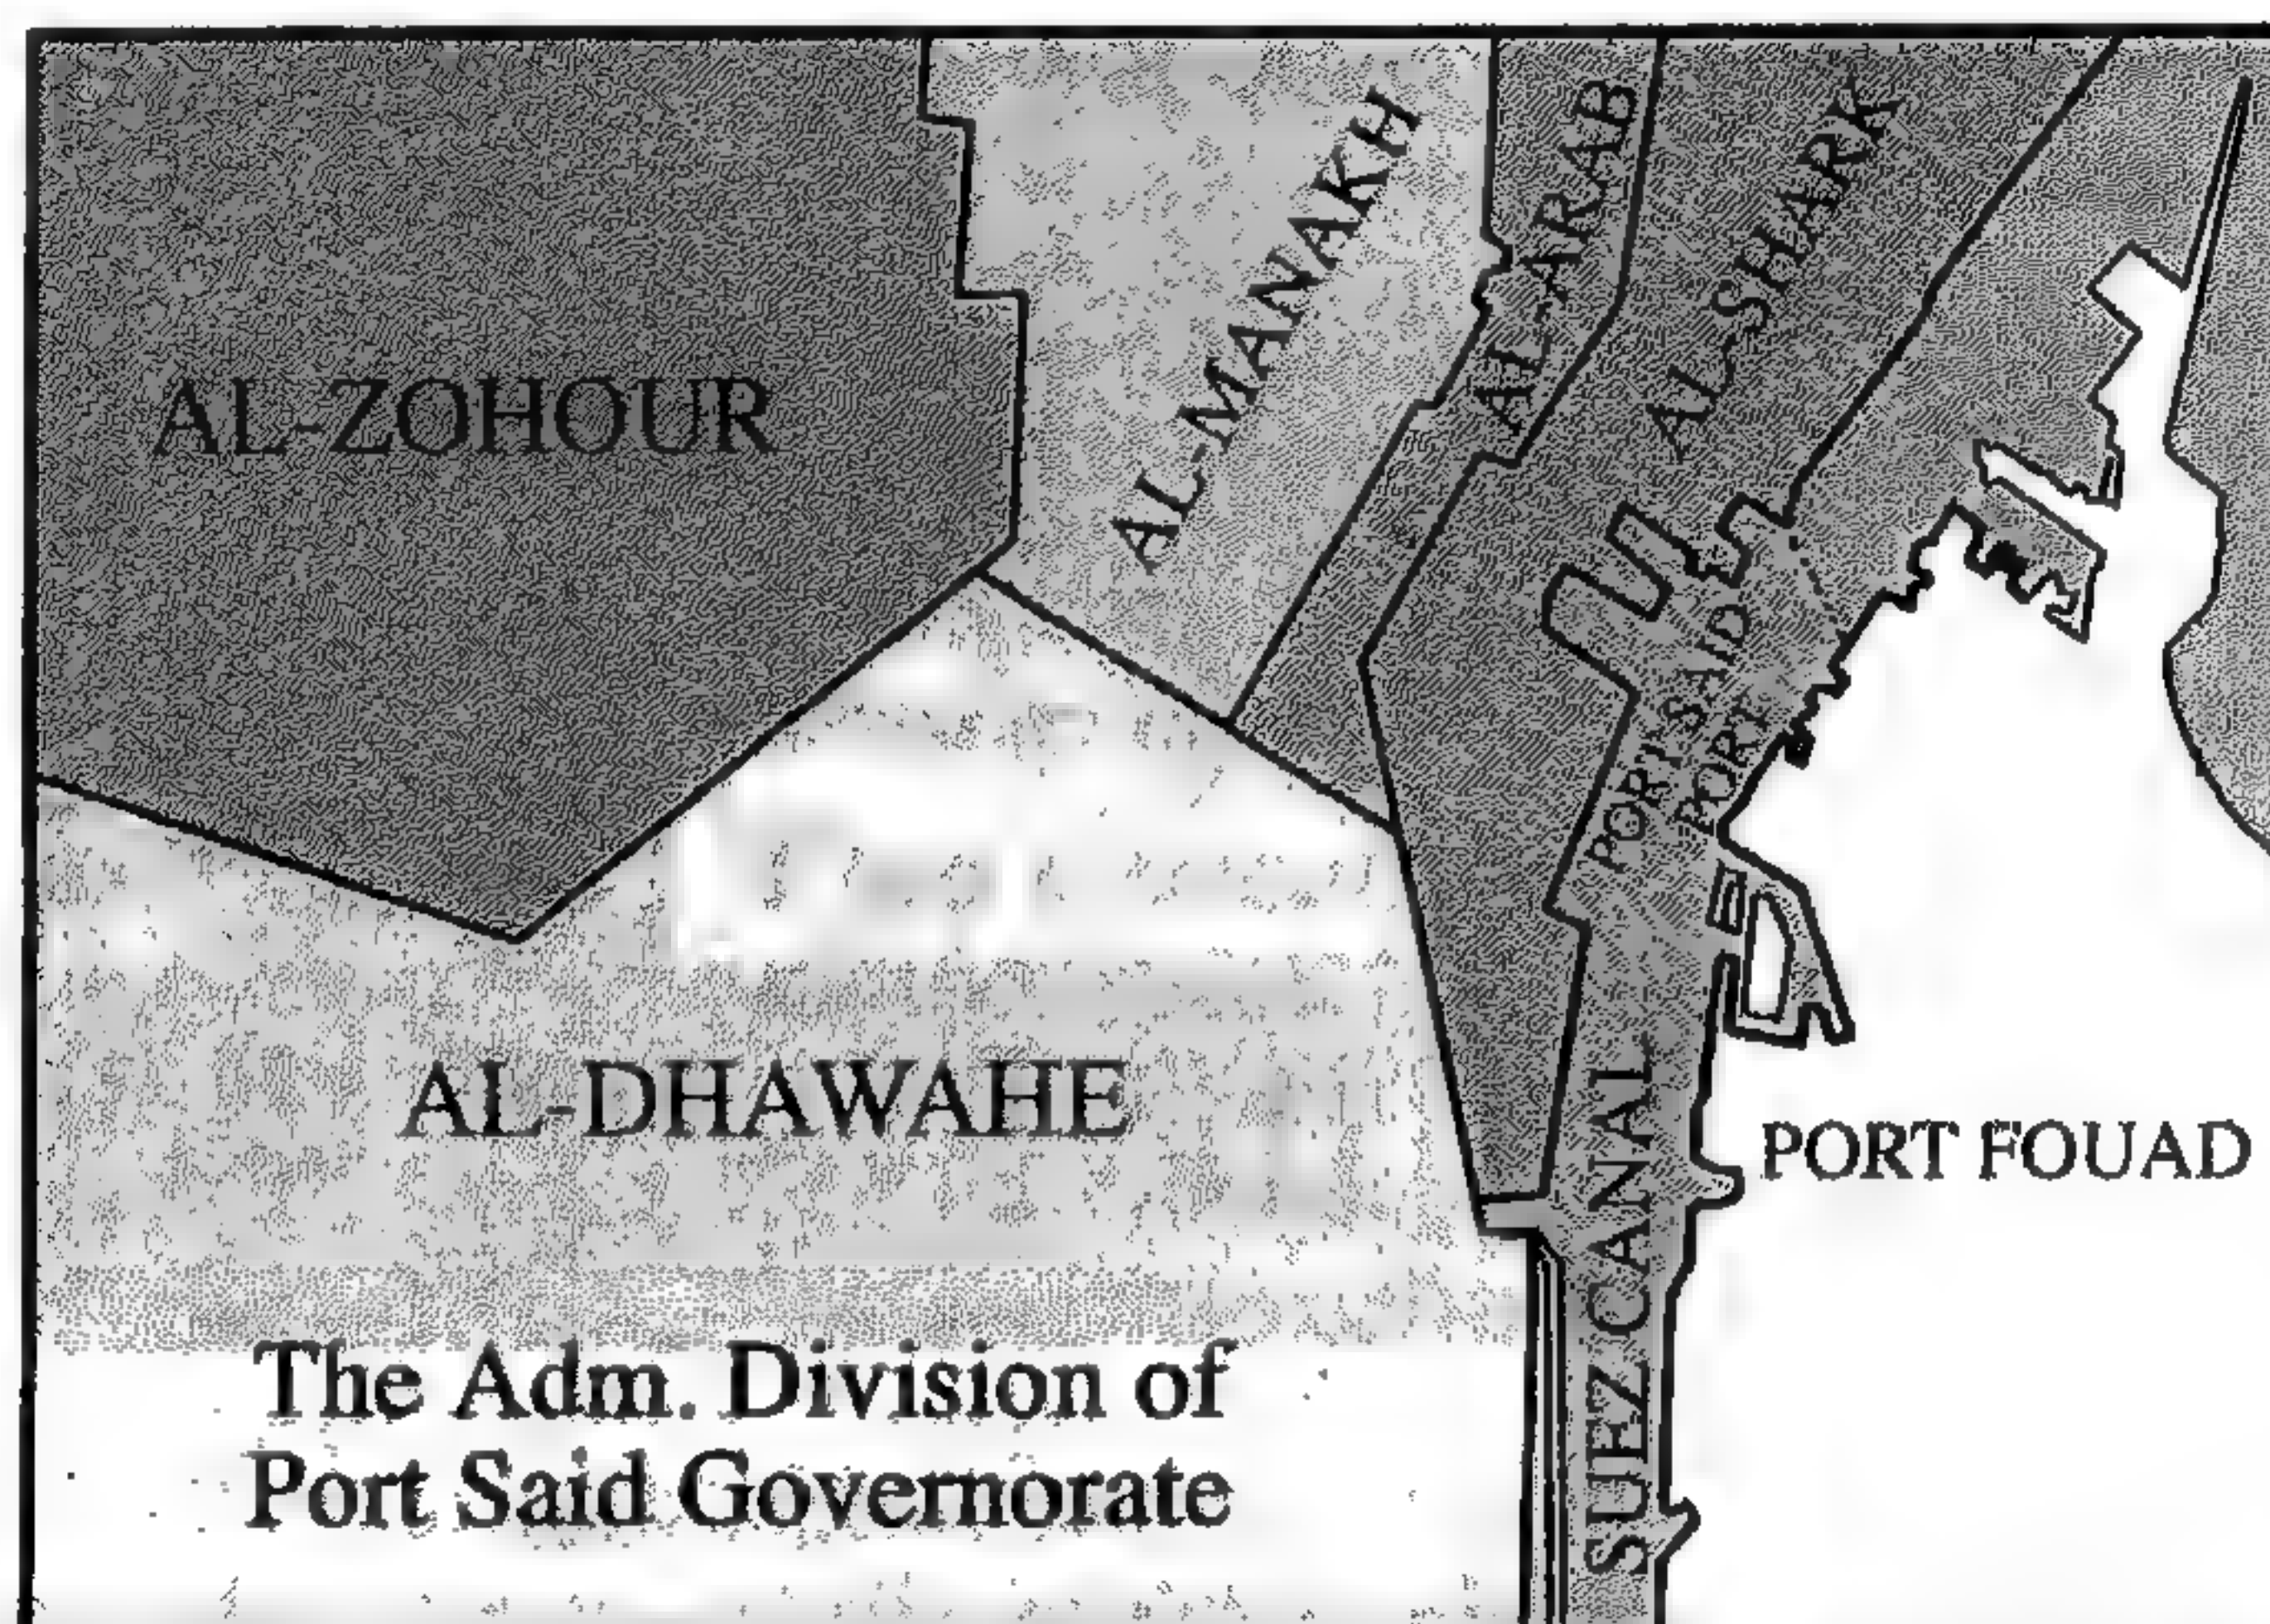 AL-ZOHOUR
AL-MANAKH
AL-ARAB
AL-SHARK
PORT SAID
PORT
AL-DHAWAHE
SUEZ CANAL
PORT FOUAD
The Adm. Division of
Port Said Governorate